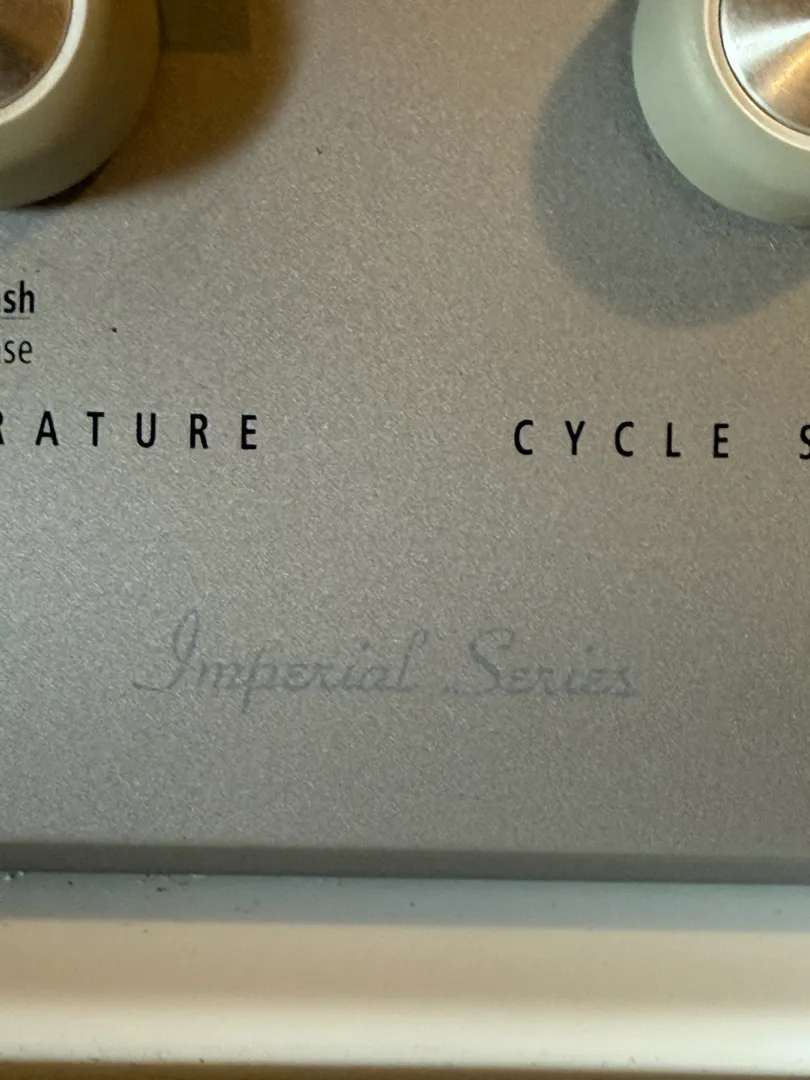 sh
se
RATURE
CYCLE S
Imperial Series